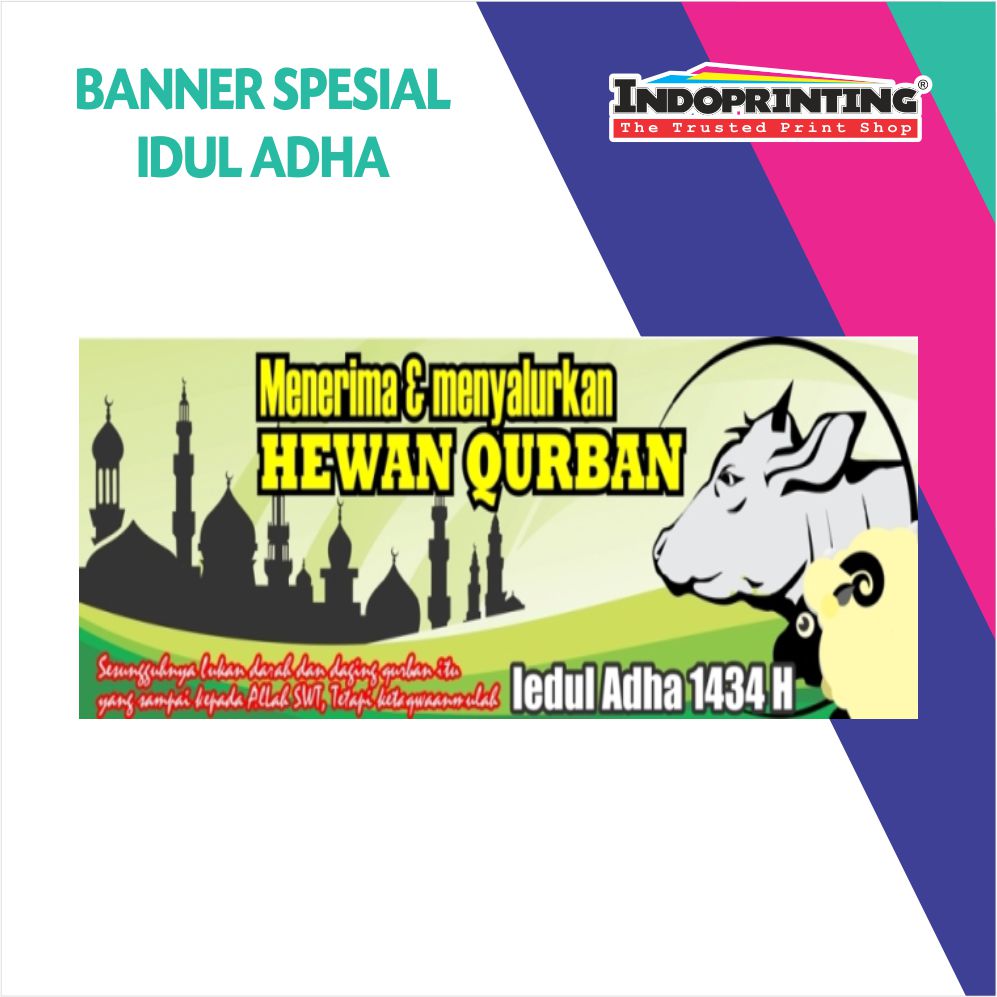 BANNER SPESIAL
IDUL ADHA
INDOPRINTING®
The Trusted Print Shop
Menerima & menyalurkan
HEWAN QURBAN
Sesungguhnya bukan darah dan daging qurban itu
yang sampai kepada Allah SWT, Tetapi ketaqwaanmulah
Iedul Adha 1434 H